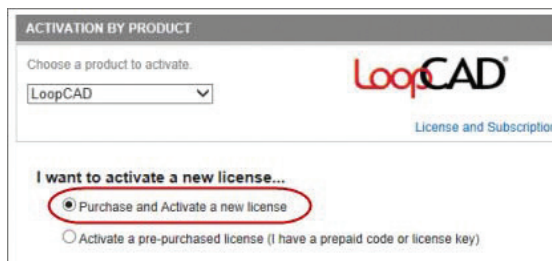 ACTIVATION BY PRODUCT
Choose a product to activate.
LoopCAD
LoopCAD®
License and Subscription
I want to activate a new license...
Purchase and Activate a new license
Activate a pre-purchased license (I have a prepaid code or license key)